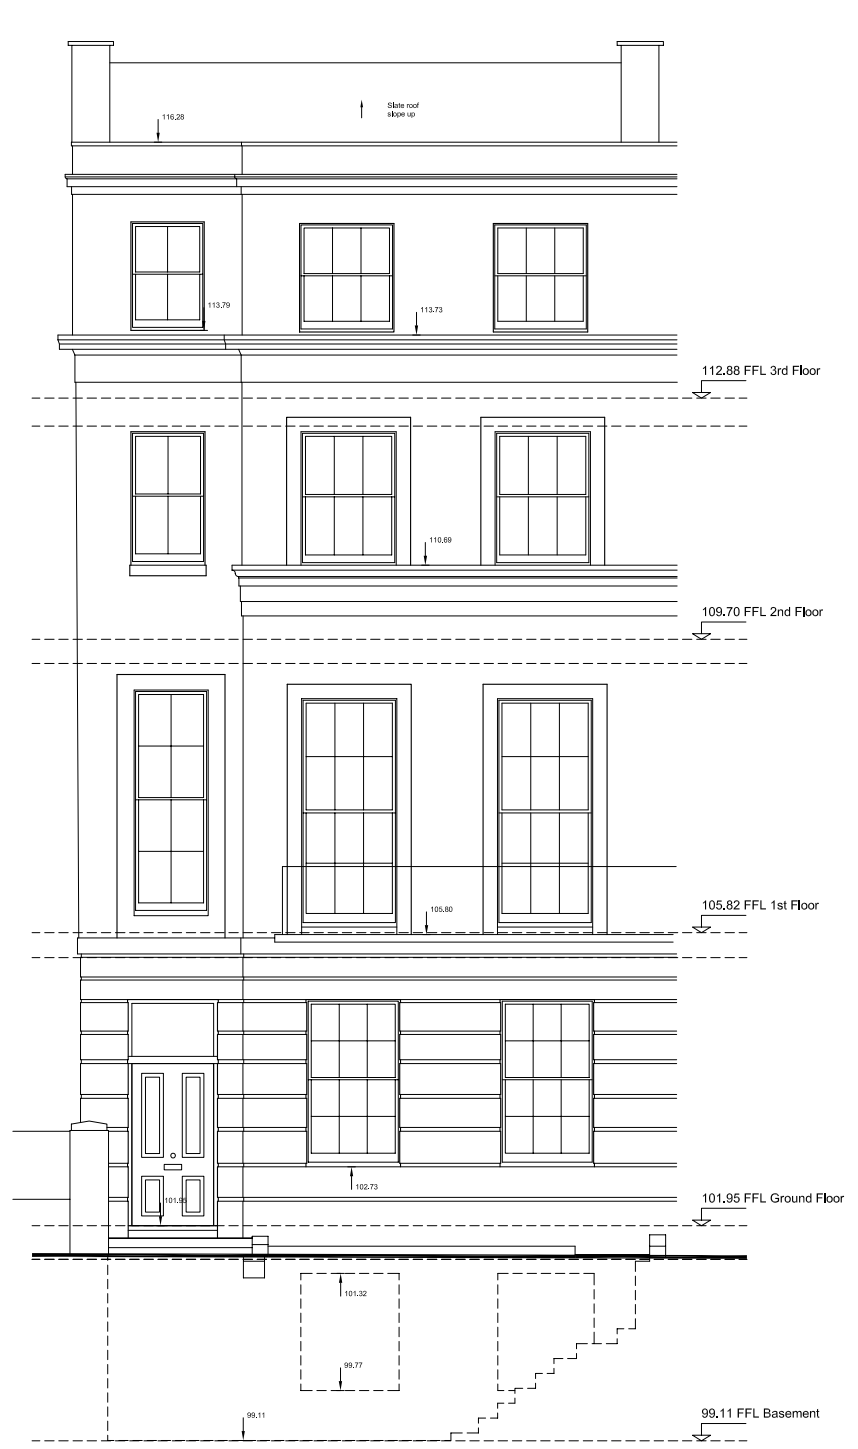 Slate roof
slope up
116.28
113.79
113.73
112.88 FFL 3rd Floor
110.69
109.70 FFL 2nd Floor
105.82 FFL 1st Floor
105.80
102.73
101.95
101.95 FFL Ground Floor
101.32
99.77
99.11
99.11 FFL Basement